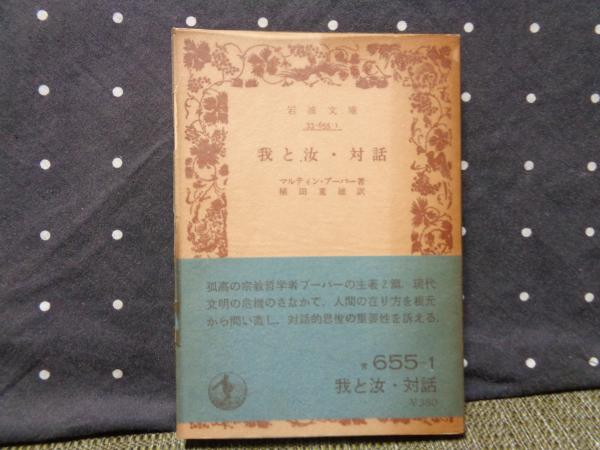 岩波文庫
33-655-1
我と汝・対話
マルティン・ブーバー著
植田重雄訳
孤高の宗教哲学者ブーバーの主著2篇.現代
文明の危機のさなかで,人間の在り方を根元
から問い直し,対話的思惟の重要性を訴える.
青 655-1
我と汝・対話
¥350